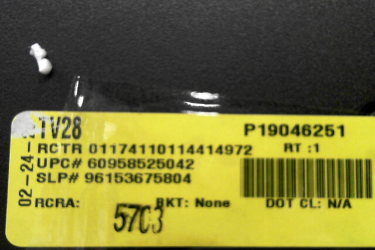 TV28 P19046251
RCTR 01174110114414972 RT :1
UPC# 60958525042
SLP# 96153675804
RCRA: BKT: None DOT CL: N/A
5703
02-24-